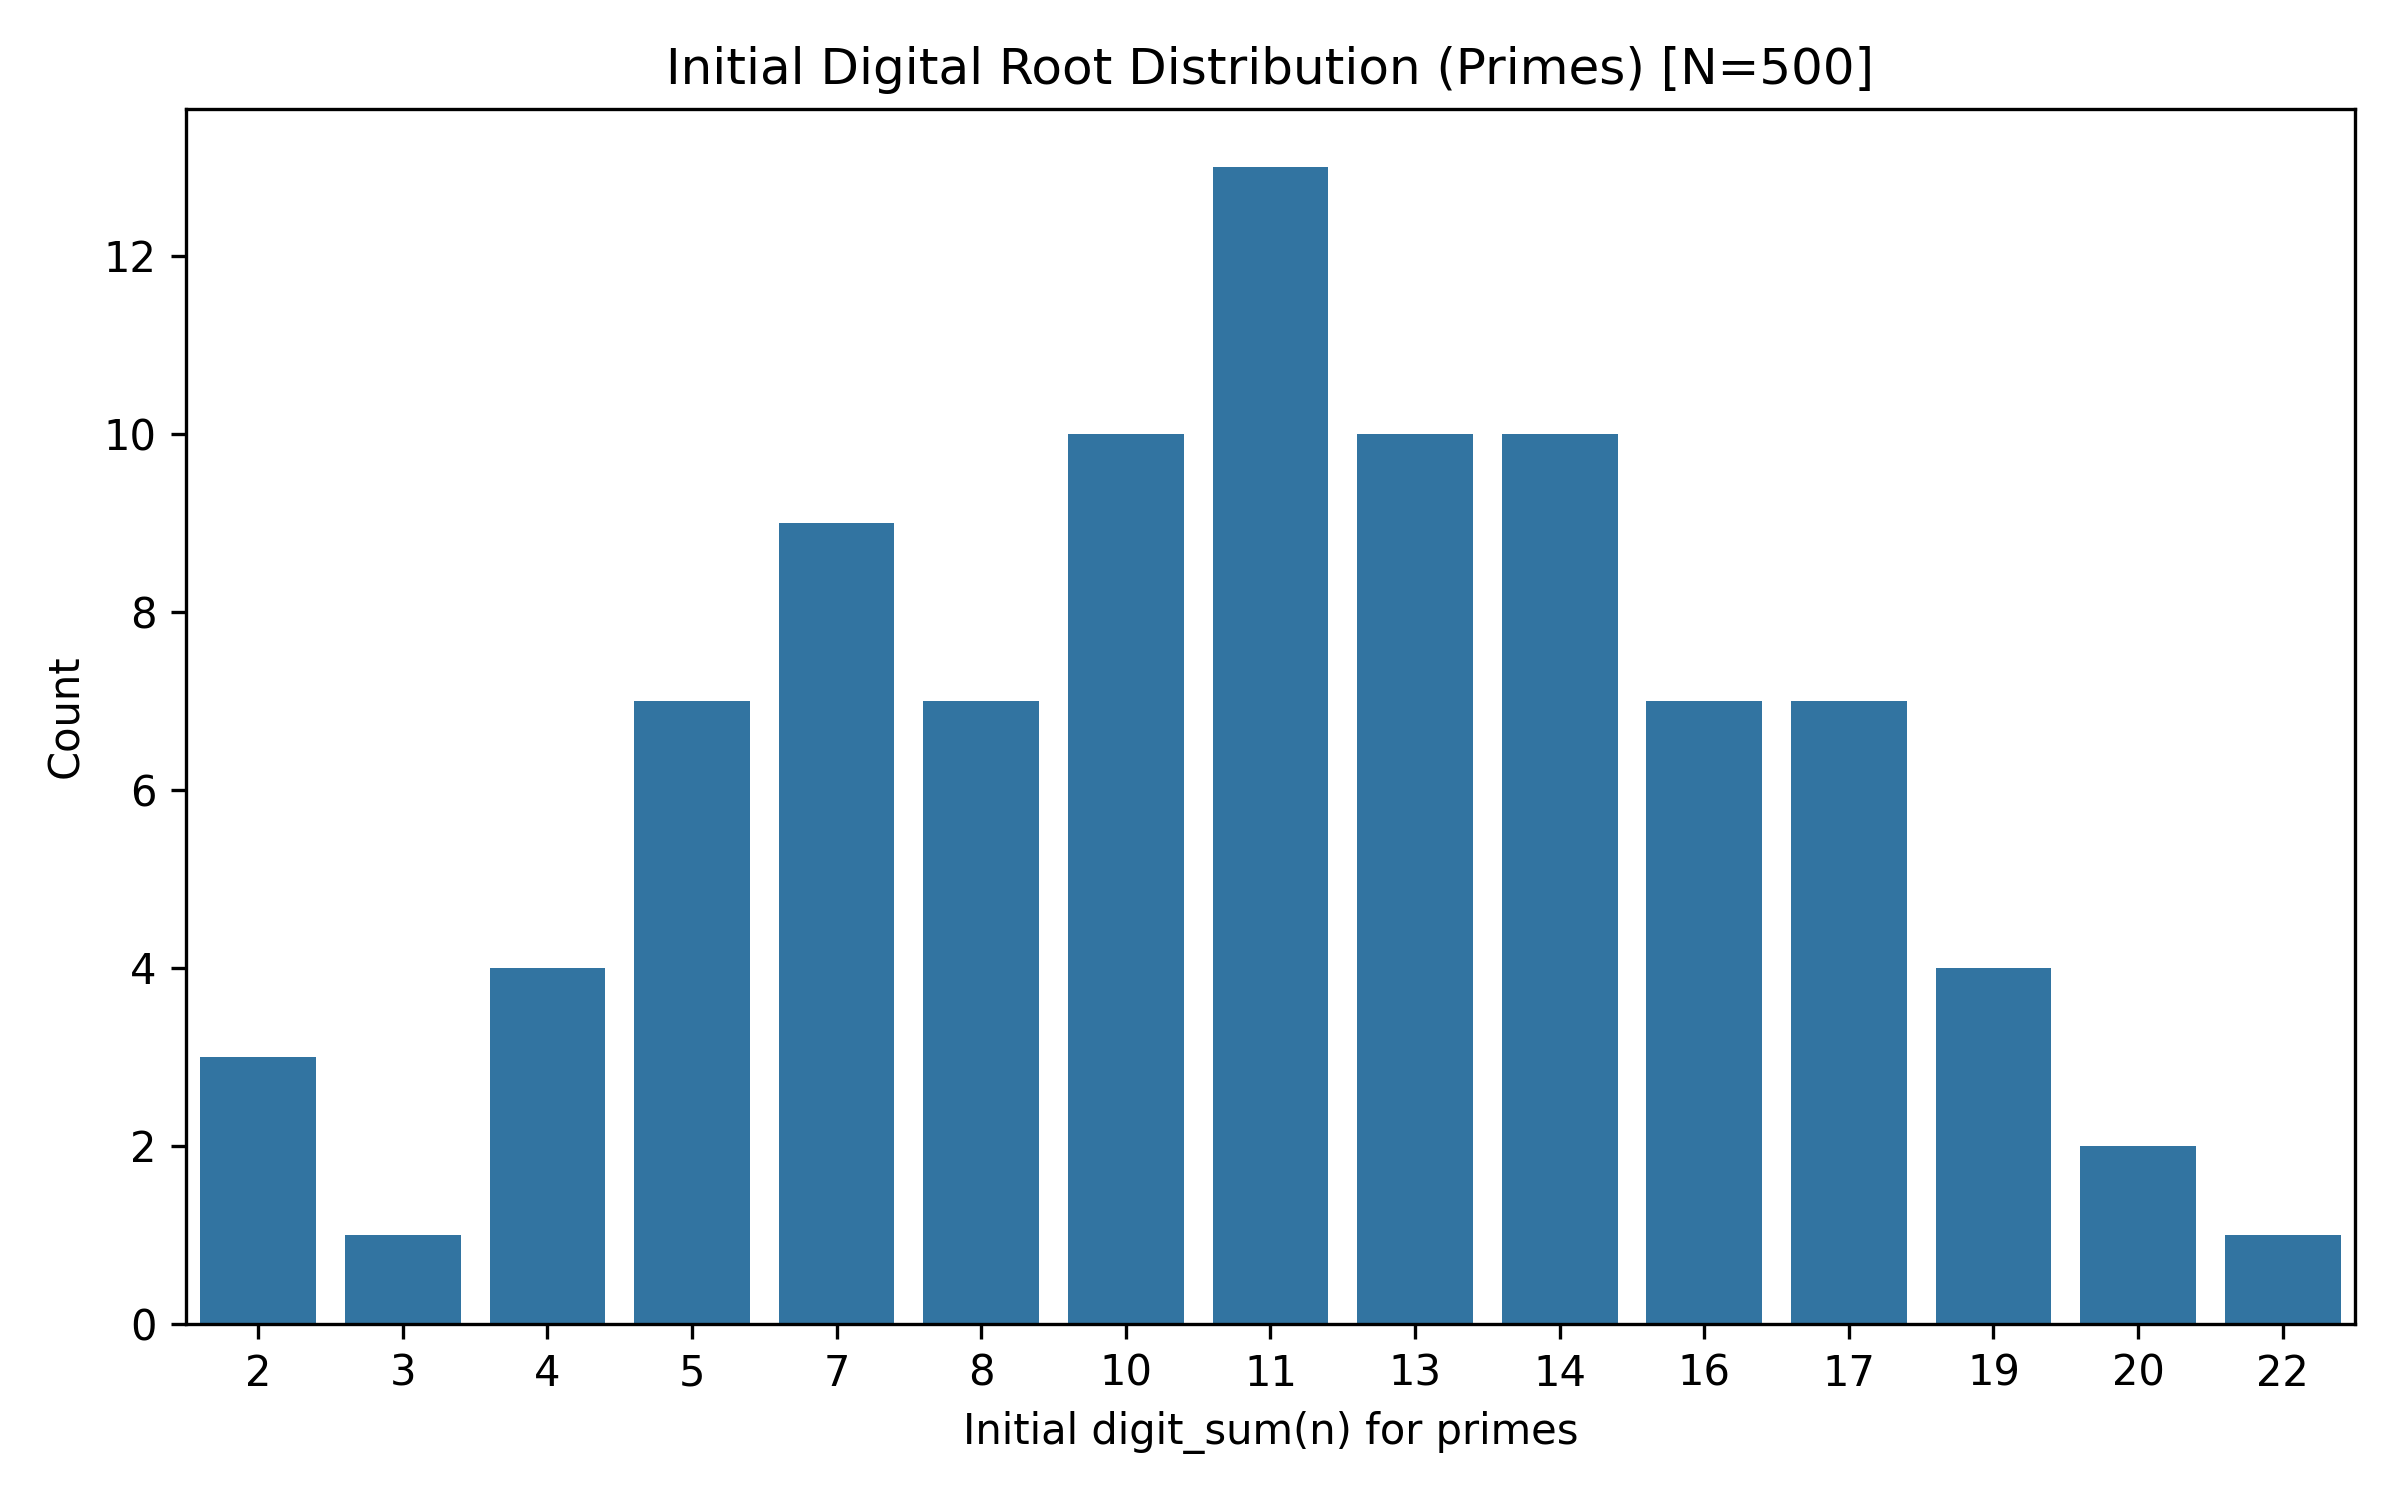 Initial Digital Root Distribution (Primes) [N=500]
12
10
8
6
4
2
0
Count
2 3 4 5 7 8 10 11 13 14 16 17 19 20 22
Initial digit_sum(n) for primes